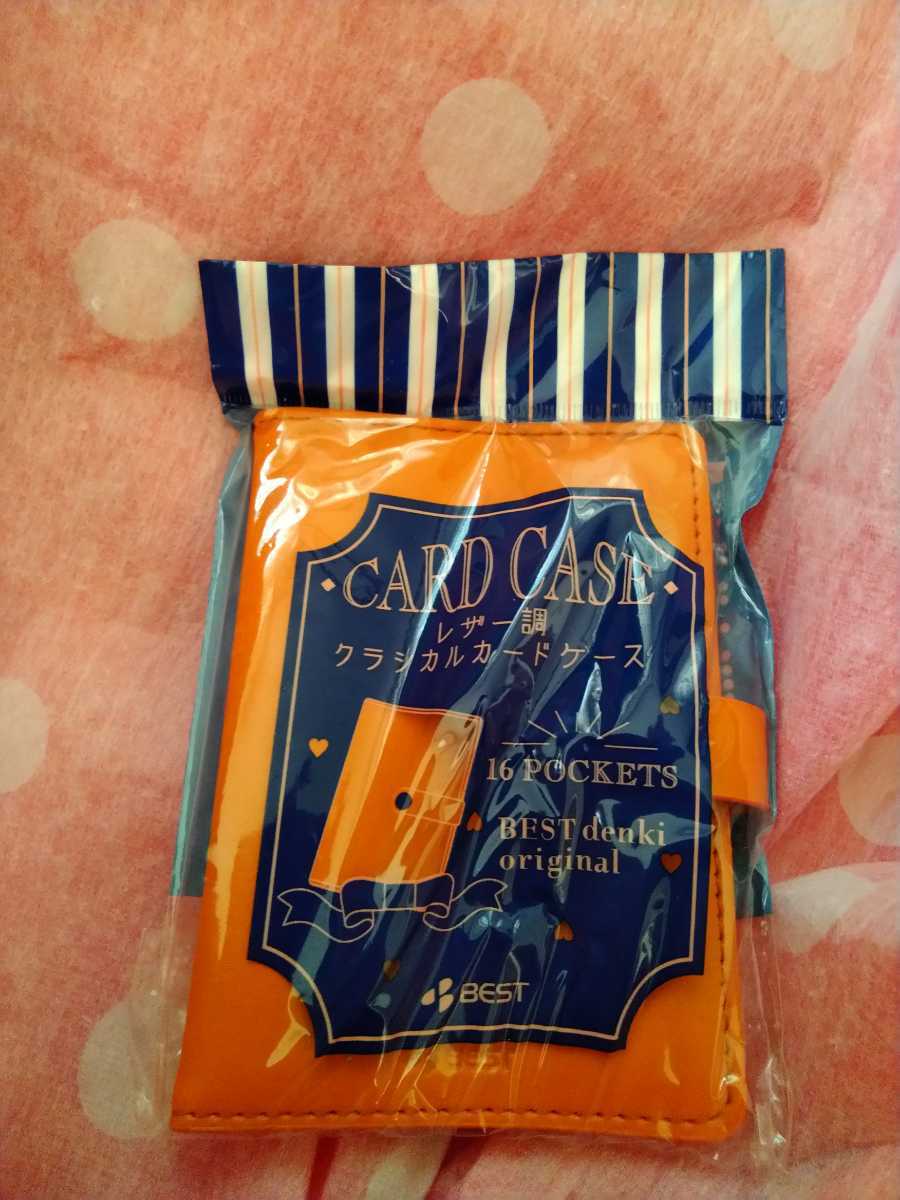 CARD CASE
レザー調
クラシカルカードケース
16 POCKETS
BEST denki
original
BEST
BEST